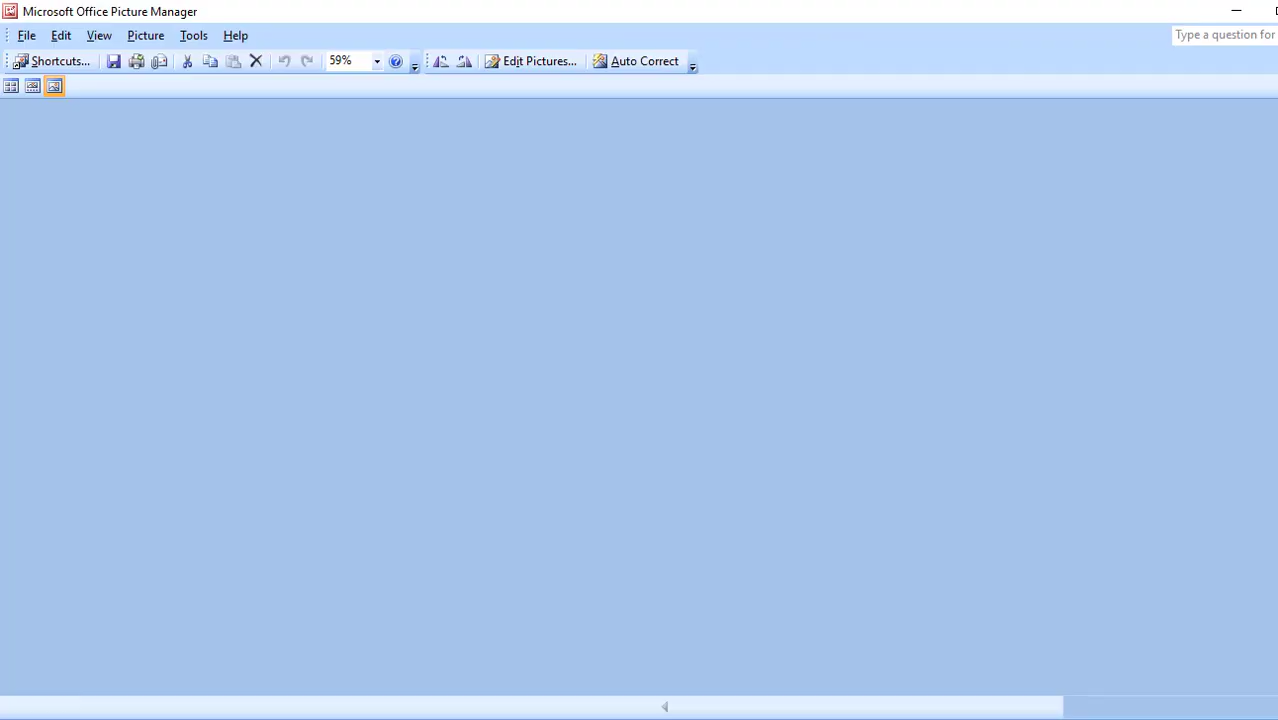 Microsoft Office Picture Manager
File Edit View Picture Tools Help Type a question for
Shortcuts... 59% Edit Pictures... Auto Correct